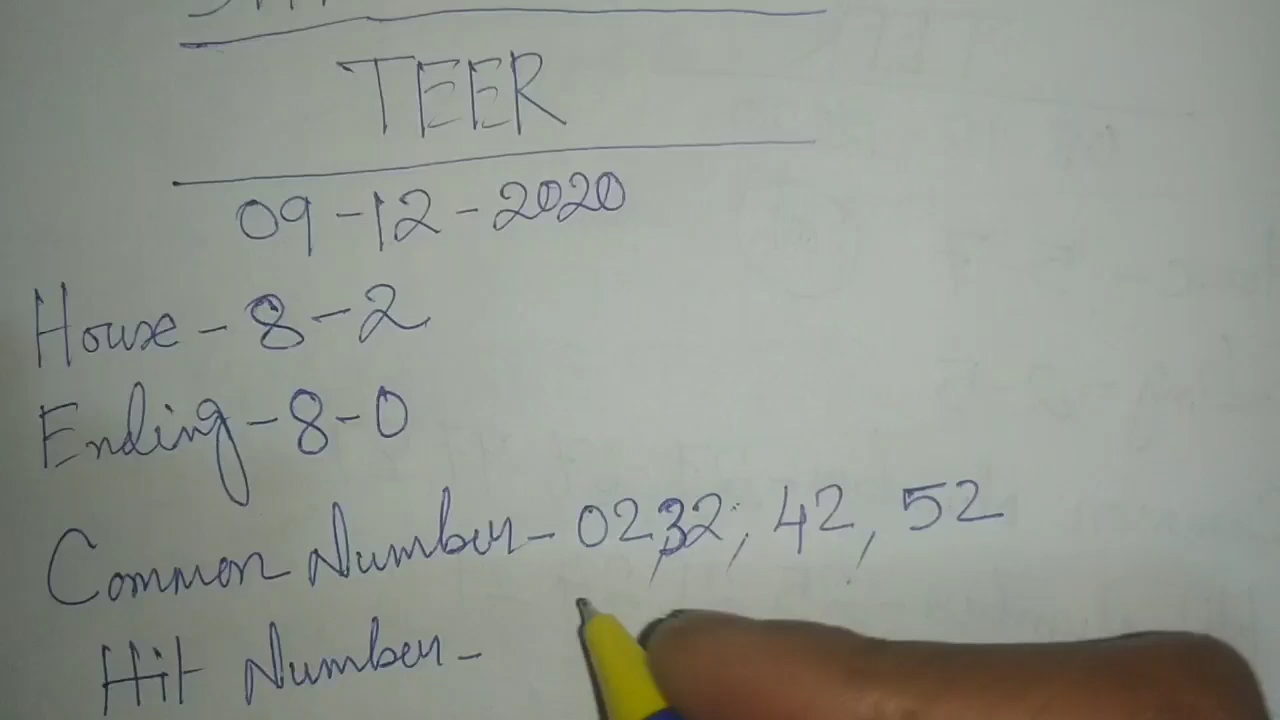 TEER
09-12-2020
House - 8-2
Ending - 8-0
Common Number - 02,32, 42, 52
Hit Number -